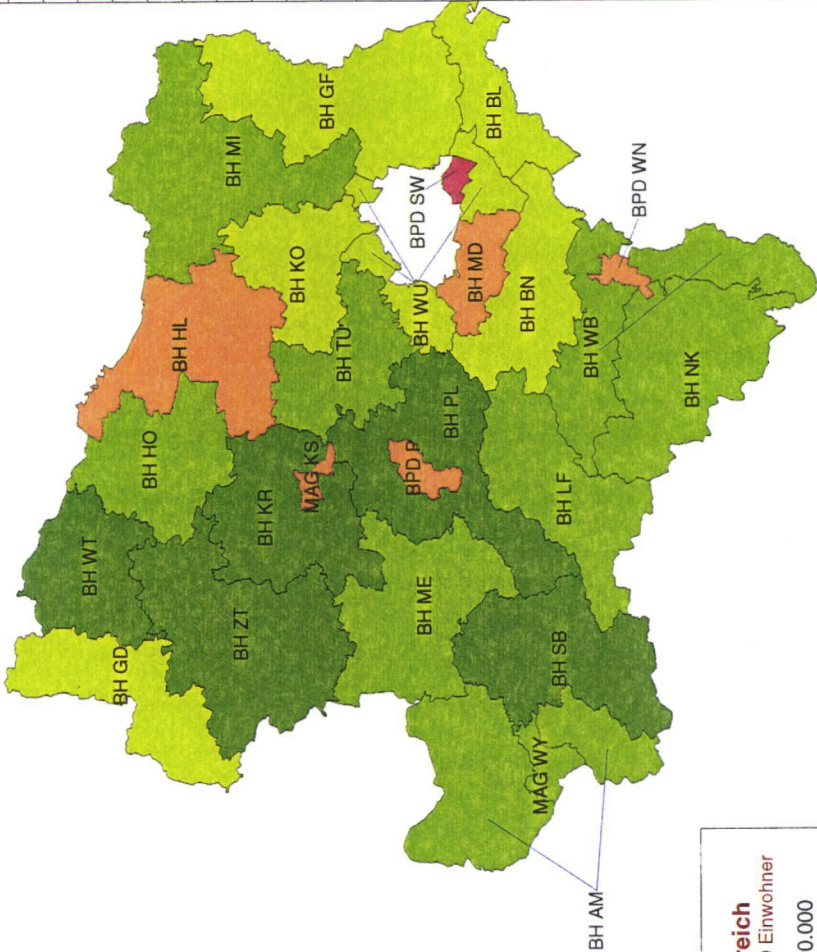 BH GF
BH BL
BH MI
BPD SW
BPD WN
BH KO
BH MD
BH HL
BH WU
BH BN
BH TU
BH WB
BH NK
BH PL
BH HO
MAG KS
BPD P
BH KR
BH LF
BH WT
BH ME
BH ZT
BH SB
BH GD
MAG WY
BH AM
reich
Einwohner
0.000